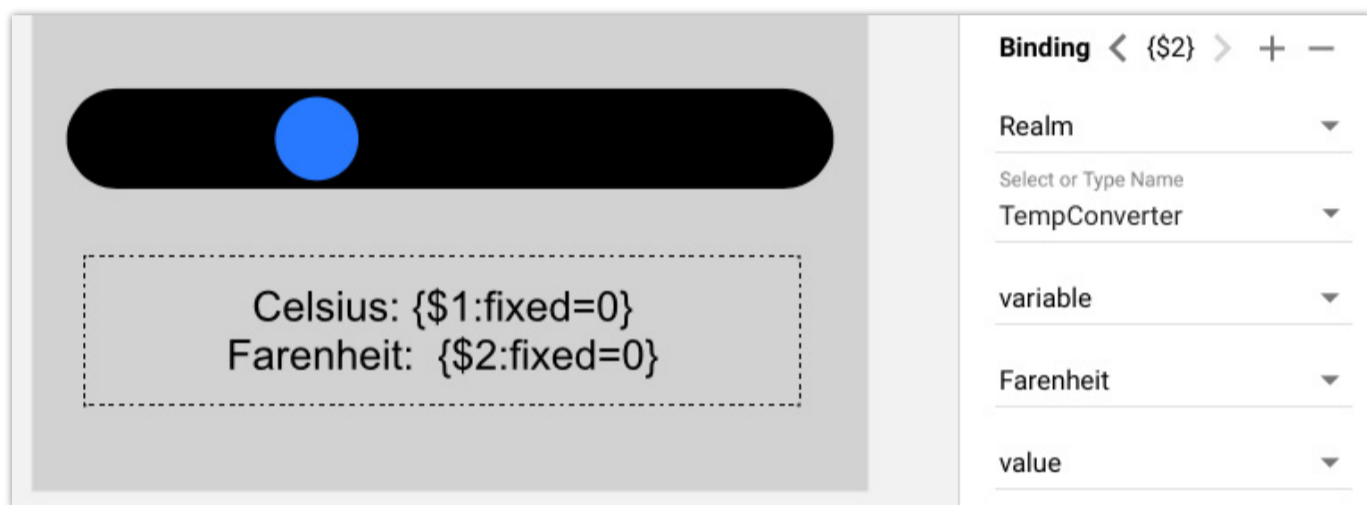 Celsius: {$1:fixed=0}
Farenheit:  {$2:fixed=0}
Binding < {$2} > + −
Realm
Select or Type Name
TempConverter
variable
Farenheit
value